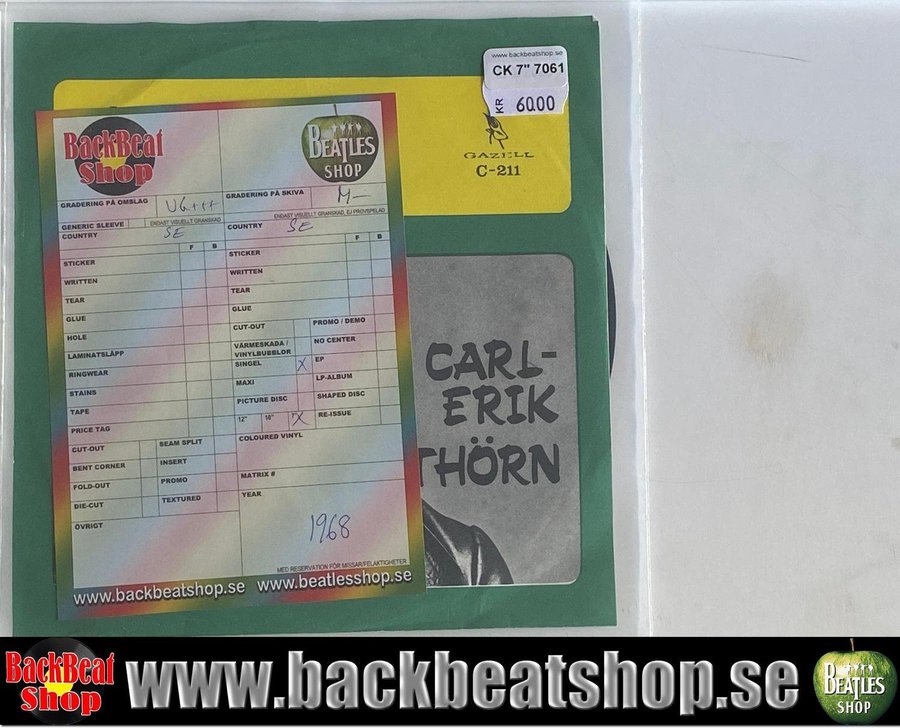 www.backbeatshop.se
CK 7" 7061
KR 60.00
GAZELL
C-211
BackBeat
Shop
BEATLES
SHOP
GRADERING PÅ OMSLAG VG+++
GRADERING PÅ SKIVA M-
GENERIC SLEEVE
ENDAST VISUELLT GRANSKAD
ENDAST VISUELLT GRANSKAD, EJ PROVSPELAD
COUNTRY SE
F B
STICKER
WRITTEN
TEAR
GLUE
HOLE
LAMINATSLÄPP
RINGWEAR
STAINS
TAPE
PRICE TAG
CUT-OUT SEAM SPLIT
BENT CORNER INSERT
FOLD-OUT PROMO
DIE-CUT TEXTURED
ÖVRIGT
COUNTRY SE
F B
STICKER
WRITTEN
TEAR
GLUE
CUT-OUT PROMO / DEMO
VÄRMESKADA /
VINYLBUBBLOR
NO CENTER
SINGEL X EP
MAXI LP-ALBUM
PICTURE DISC SHAPED DISC
12" 10" 7" X RE-ISSUE
COLOURED VINYL
MATRIX #
YEAR
1968
MED RESERVATION FÖR MISSAR/FELAKTIGHETER
www.backbeatshop.se www.beatlesshop.se
CARL-
ERIK
THÖRN
BackBeat
Shop
www.backbeatshop.se
BEATLES
SHOP